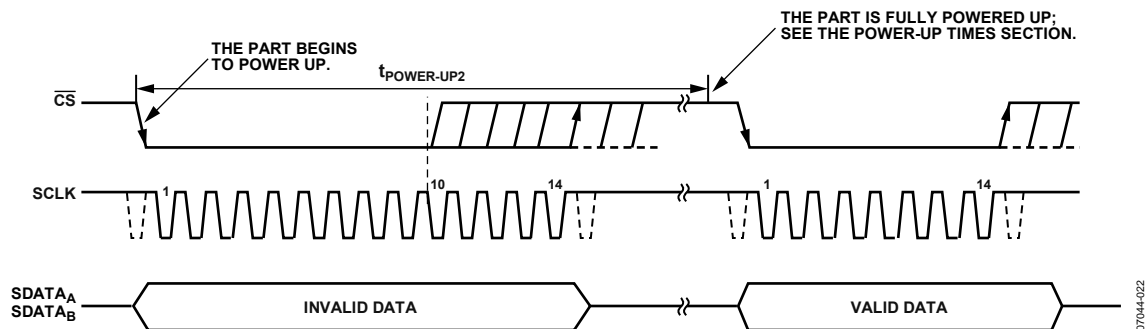 THE PART IS FULLY POWERED UP;
SEE THE POWER-UP TIMES SECTION.
THE PART BEGINS
TO POWER UP.
tPOWER-UP2
CS
SCLK
1
10
14
1
14
SDATAA
SDATAB
INVALID DATA
VALID DATA
07044-022